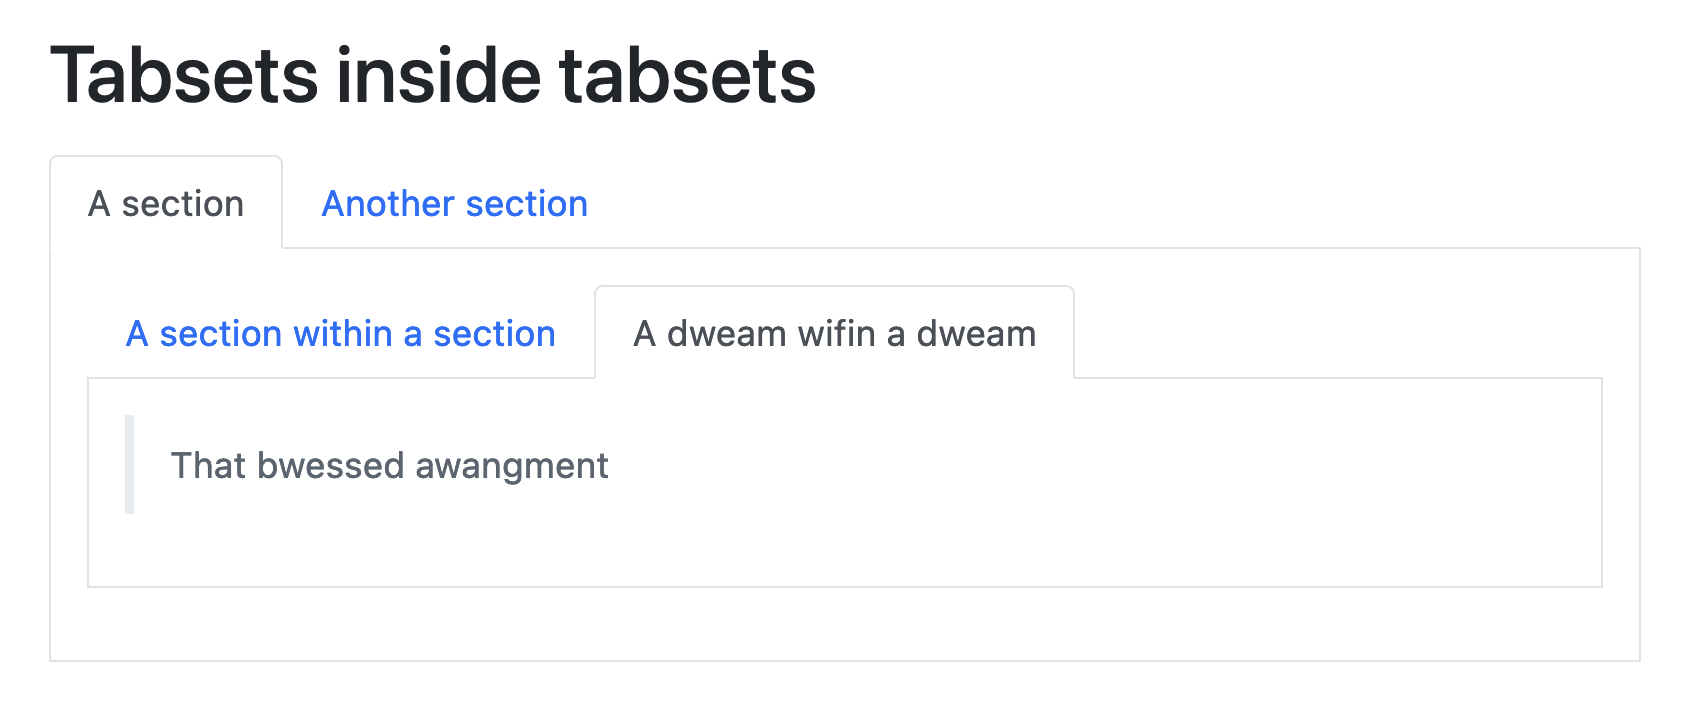 Tabsets inside tabsets
A section Another section
A section within a section A dweam wifin a dweam
That bwessed awangment